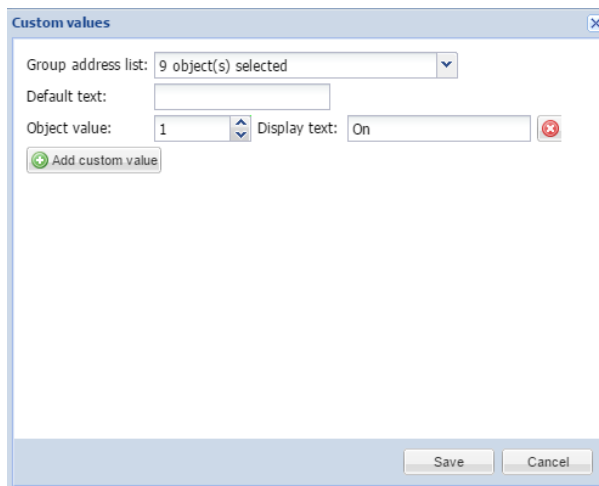 Custom values
Group address list: 9 object(s) selected
Default text:
Object value: 1 Display text: On
Add custom value
Save Cancel